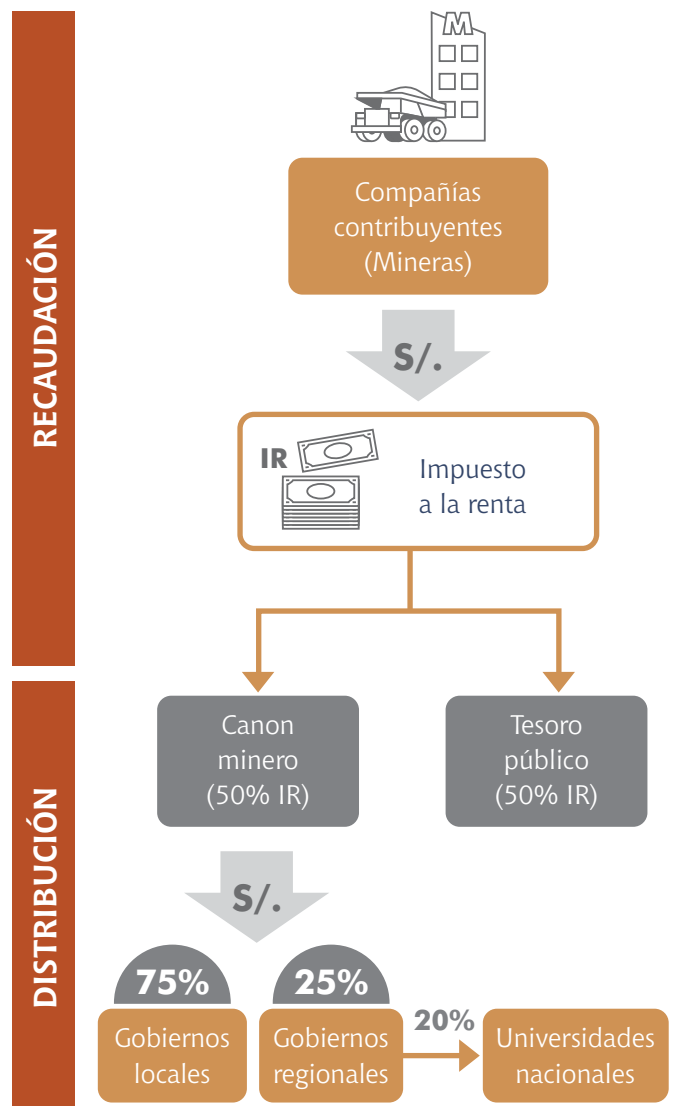 M
Compañías
contribuyentes
(Mineras)
RECAUDACIÓN
S/.
IR
Impuesto
a la renta
Canon
minero
(50% IR)
Tesoro
público
(50% IR)
DISTRIBUCIÓN
S/.
75%
25%
Gobiernos
locales
Gobiernos
regionales
20%
Universidades
nacionales